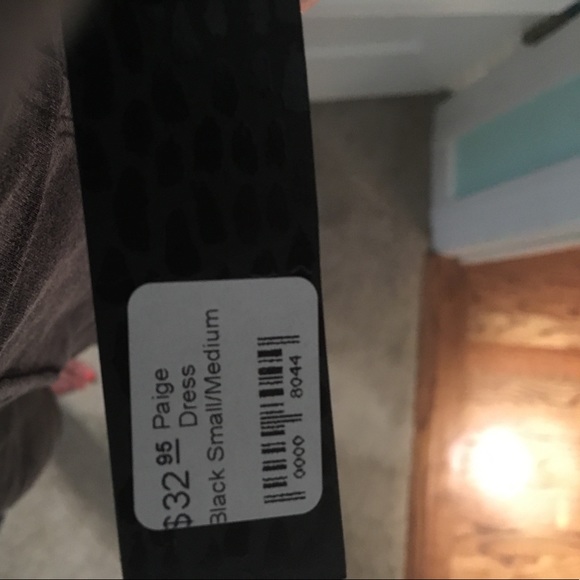 $32.95 Paige
Dress
Black Small/Medium
0000 8044